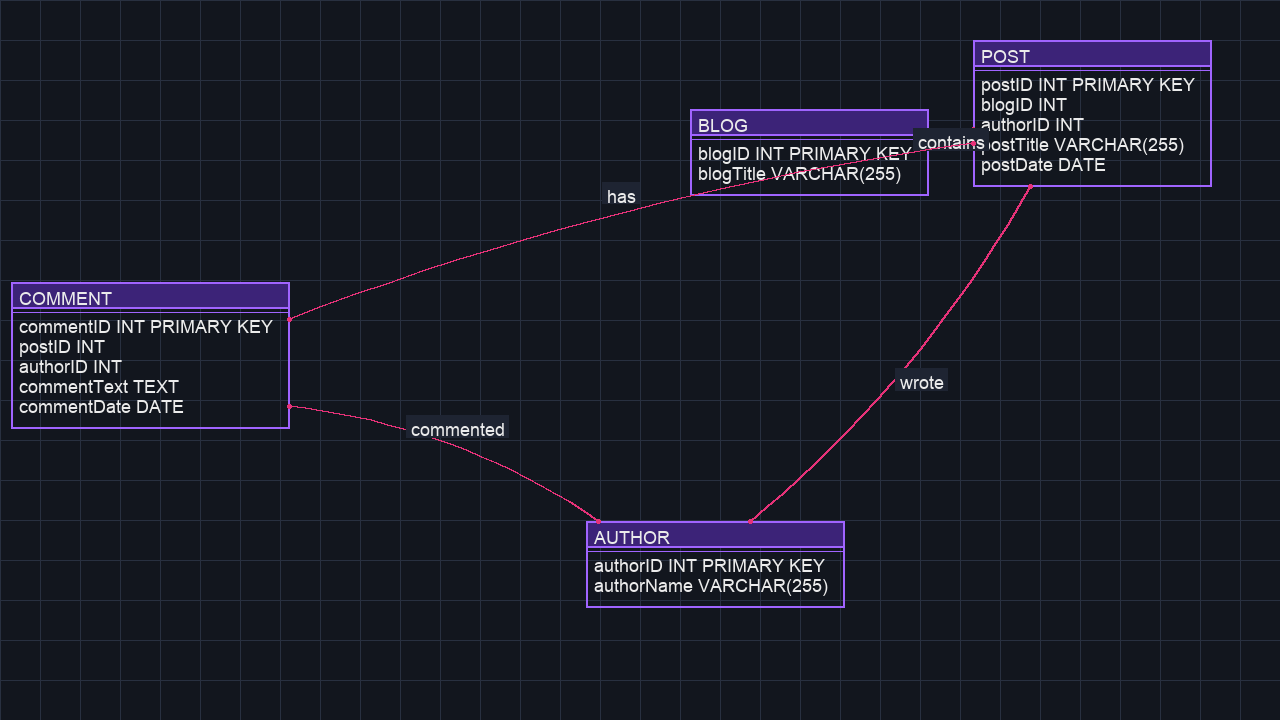 POST
postID INT PRIMARY KEY
blogID INT
authorID INT
postTitle VARCHAR(255)
postDate DATE
BLOG
blogID INT PRIMARY KEY
blogTitle VARCHAR(255)
contains
has
COMMENT
commentID INT PRIMARY KEY
postID INT
authorID INT
commentText TEXT
commentDate DATE
wrote
commented
AUTHOR
authorID INT PRIMARY KEY
authorName VARCHAR(255)